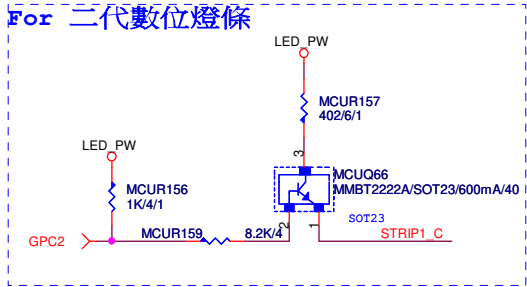 For 二代數位燈條
LED_PW
MCUR157
402/6/1
3
LED_PW
MCUQ66
MMBT2222A/SOT23/600mA/40
MCUR156
1K/4/1
SOT23
2
1
GPC2
MCUR159
8.2K/4
STRIP1_C